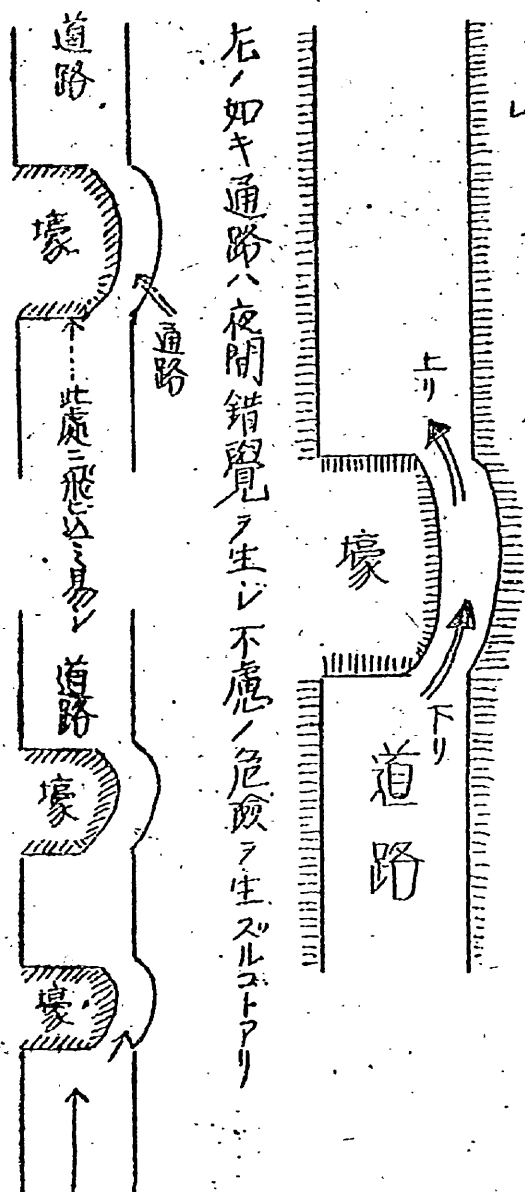 上リ
壕
下リ
道路
左ノ如キ通路ハ夜間錯覺ヲ生ジ不慮ノ危險ヲ生ズルコトアリ
道路
壕
通路
此處ニ飛ビ込ミ易シ
道路
壕
壕